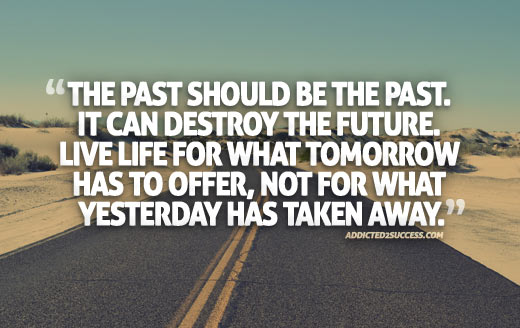 “THE PAST SHOULD BE THE PAST.
IT CAN DESTROY THE FUTURE.
LIVE LIFE FOR WHAT TOMORROW
HAS TO OFFER, NOT FOR WHAT
YESTERDAY HAS TAKEN AWAY.”
ADDICTED2SUCCESS.COM